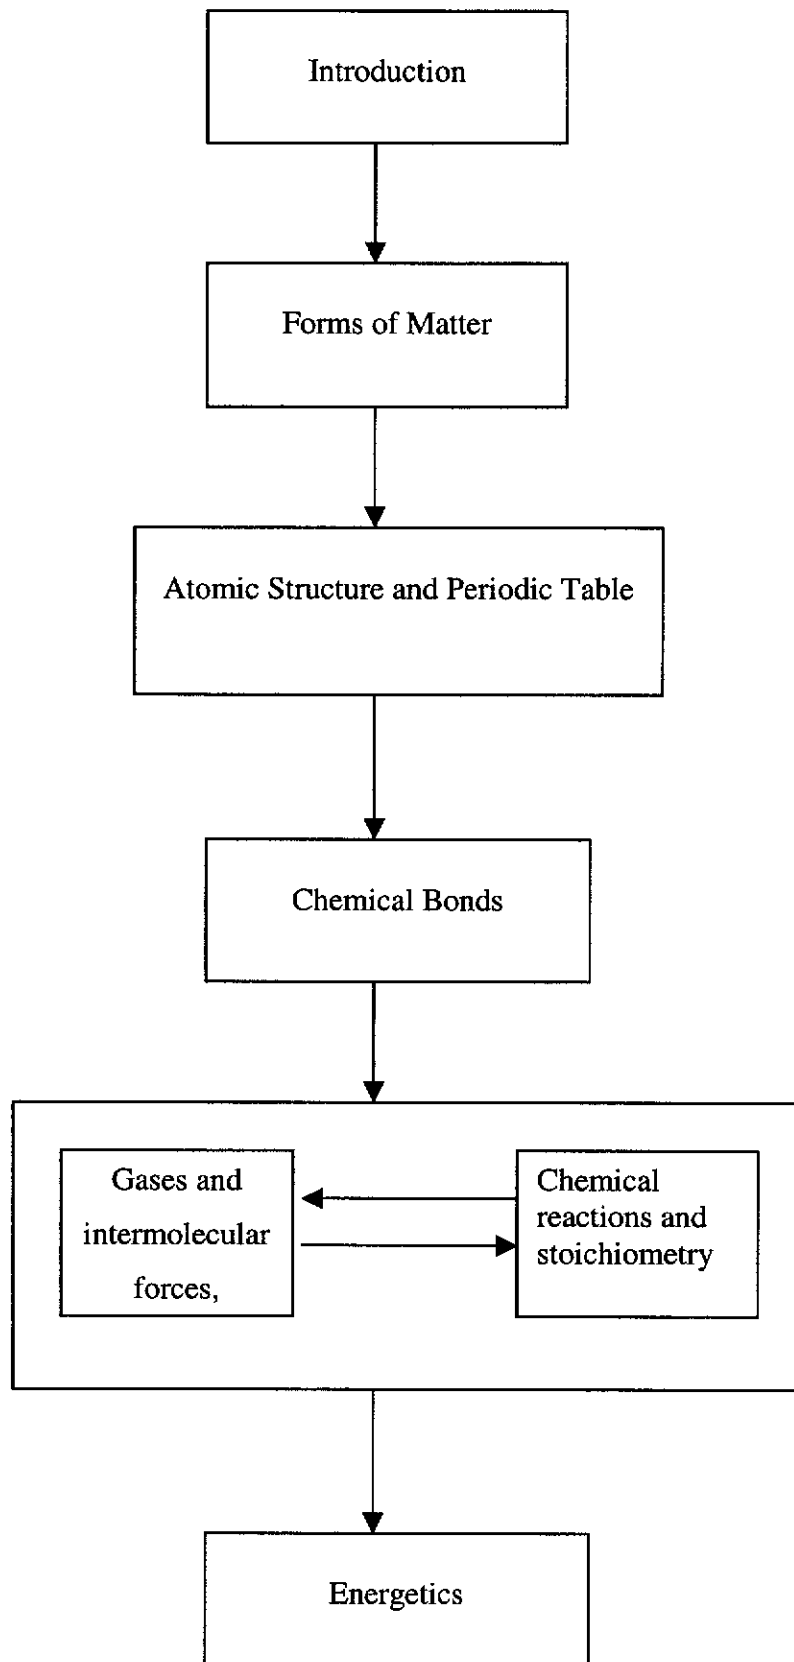 Introduction
Forms of Matter
Atomic Structure and Periodic Table
Chemical Bonds
Gases and
intermolecular
forces,
Chemical
reactions and
stoichiometry
Energetics